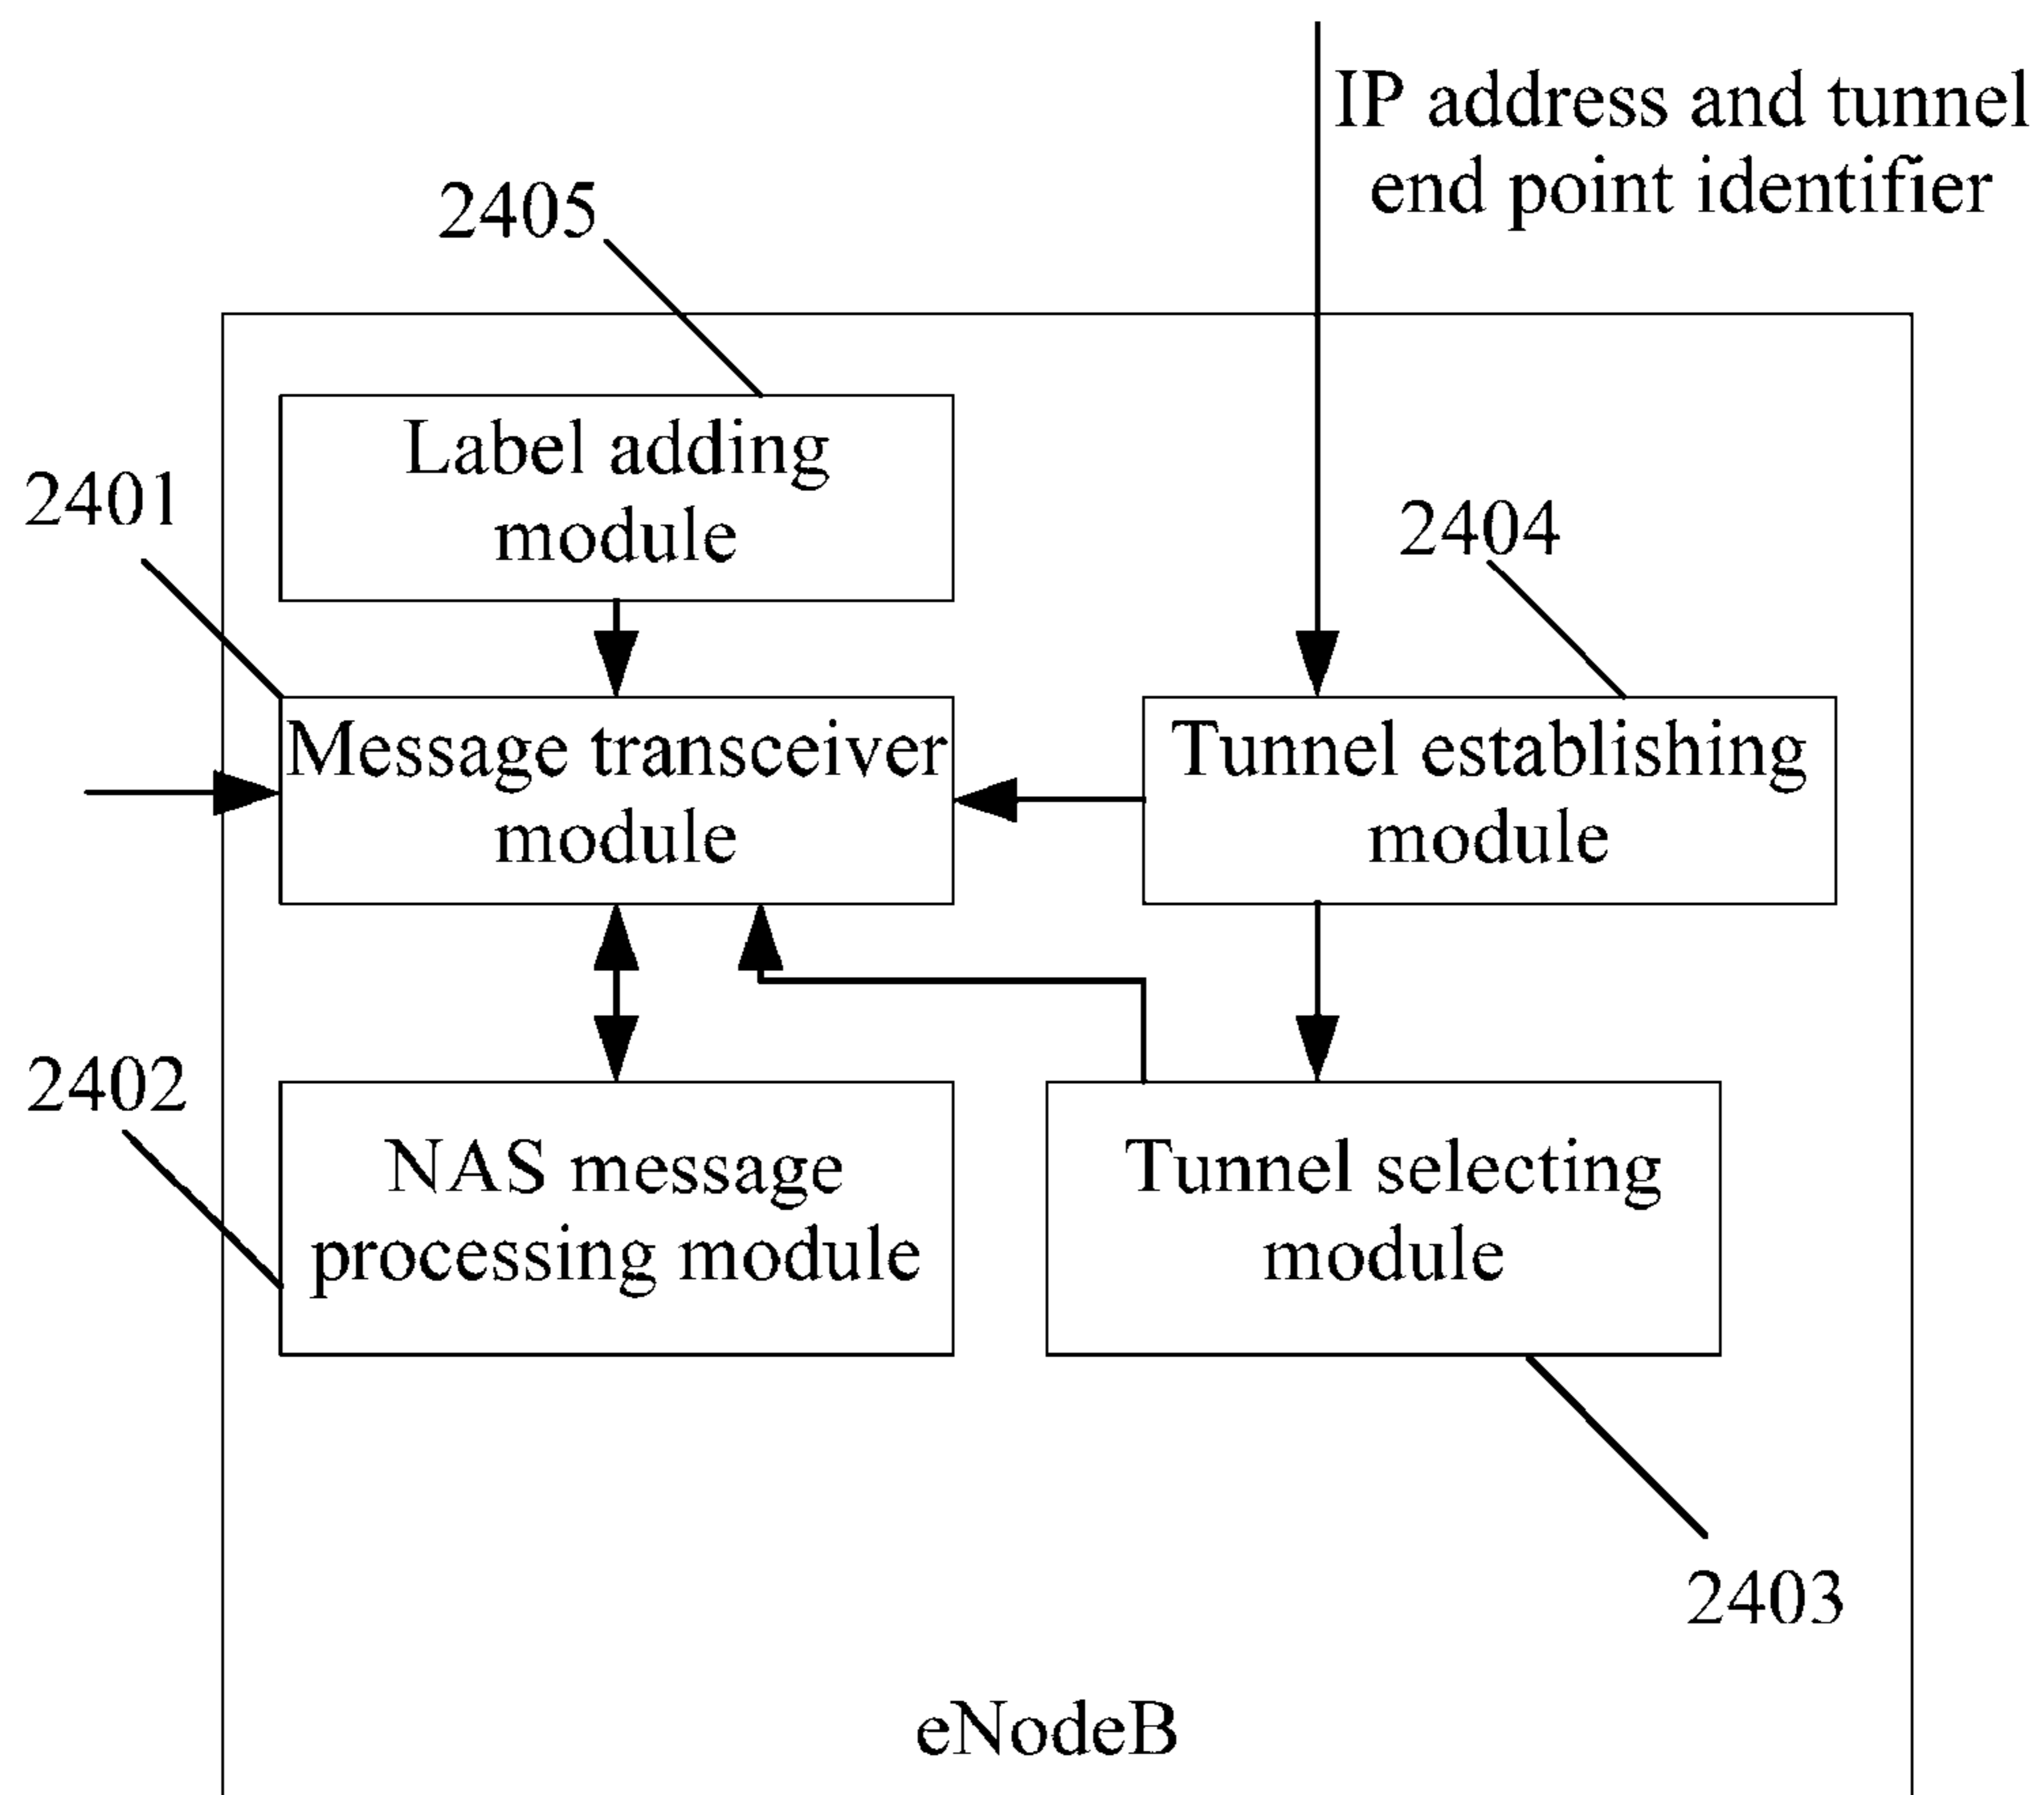 IP address and tunnel
end point identifier
2405
Label adding
module
2401
2404
Message transceiver
module
Tunnel establishing
module
2402
NAS message
processing module
Tunnel selecting
module
2403
eNodeB